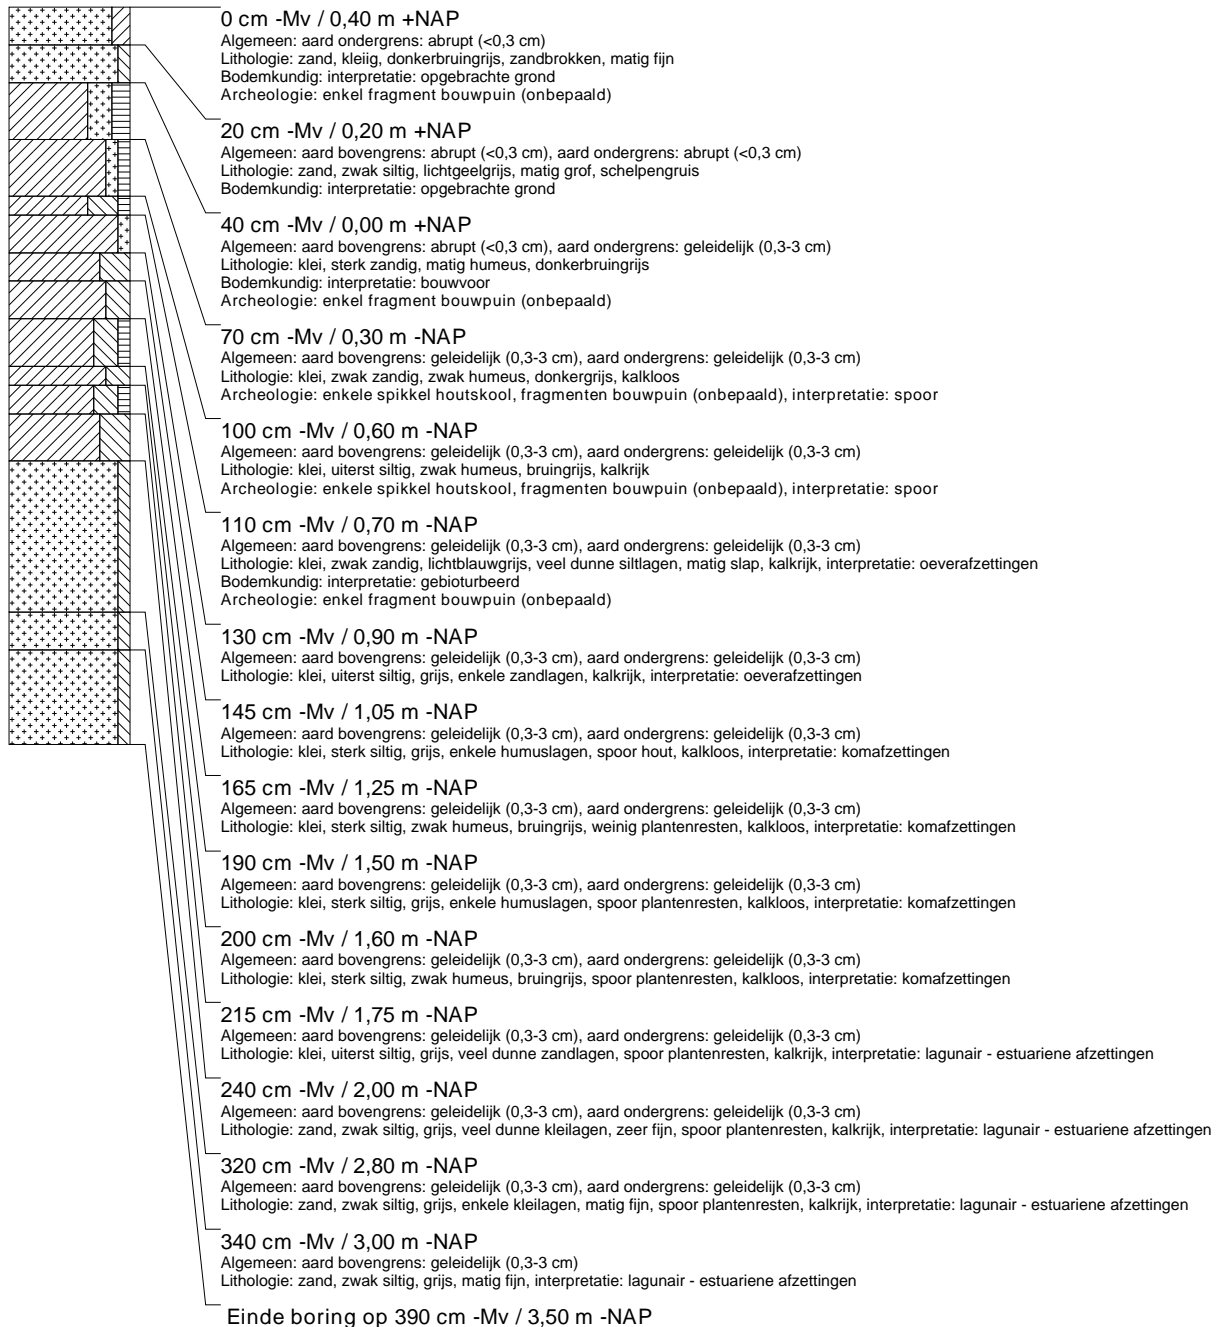 0 cm -Mv / 0,40 m +NAP
Algemeen: aard ondergrens: abrupt (<0,3 cm)
Lithologie: zand, kleiig, donkerbruingrijs, zandbrokken, matig fijn
Bodemkundig: interpretatie: opgebrachte grond
Archeologie: enkel fragment bouwpuin (onbepaald)
20 cm -Mv / 0,20 m +NAP
Algemeen: aard bovengrens: abrupt (<0,3 cm), aard ondergrens: abrupt (<0,3 cm)
Lithologie: zand, zwak siltig, lichtgeelgrijs, matig grof, schelpengruis
Bodemkundig: interpretatie: opgebrachte grond
40 cm -Mv / 0,00 m +NAP
Algemeen: aard bovengrens: abrupt (<0,3 cm), aard ondergrens: geleidelijk (0,3-3 cm)
Lithologie: klei, sterk zandig, matig humeus, donkerbruingrijs
Bodemkundig: interpretatie: bouwvoor
Archeologie: enkel fragment bouwpuin (onbepaald)
70 cm -Mv / 0,30 m -NAP
Algemeen: aard bovengrens: geleidelijk (0,3-3 cm), aard ondergrens: geleidelijk (0,3-3 cm)
Lithologie: klei, zwak zandig, zwak humeus, donkergrijs, kalkloos
Archeologie: enkele spikkel houtskool, fragmenten bouwpuin (onbepaald), interpretatie: spoor
100 cm -Mv / 0,60 m -NAP
Algemeen: aard bovengrens: geleidelijk (0,3-3 cm), aard ondergrens: geleidelijk (0,3-3 cm)
Lithologie: klei, uiterst siltig, zwak humeus, bruingrijs, kalkrijk
Archeologie: enkele spikkel houtskool, fragmenten bouwpuin (onbepaald), interpretatie: spoor
110 cm -Mv / 0,70 m -NAP
Algemeen: aard bovengrens: geleidelijk (0,3-3 cm), aard ondergrens: geleidelijk (0,3-3 cm)
Lithologie: klei, zwak zandig, lichtblauwgrijs, veel dunne siltlagen, matig slap, kalkrijk, interpretatie: oeverafzettingen
Bodemkundig: interpretatie: gebioturbeerd
Archeologie: enkel fragment bouwpuin (onbepaald)
130 cm -Mv / 0,90 m -NAP
Algemeen: aard bovengrens: geleidelijk (0,3-3 cm), aard ondergrens: geleidelijk (0,3-3 cm)
Lithologie: klei, uiterst siltig, grijs, enkele zandlagen, kalkrijk, interpretatie: oeverafzettingen
145 cm -Mv / 1,05 m -NAP
Algemeen: aard bovengrens: geleidelijk (0,3-3 cm), aard ondergrens: geleidelijk (0,3-3 cm)
Lithologie: klei, sterk siltig, grijs, enkele humuslagen, spoor hout, kalkloos, interpretatie: komafzettingen
165 cm -Mv / 1,25 m -NAP
Algemeen: aard bovengrens: geleidelijk (0,3-3 cm), aard ondergrens: geleidelijk (0,3-3 cm)
Lithologie: klei, sterk siltig, zwak humeus, bruingrijs, weinig plantenresten, kalkloos, interpretatie: komafzettingen
190 cm -Mv / 1,50 m -NAP
Algemeen: aard bovengrens: geleidelijk (0,3-3 cm), aard ondergrens: geleidelijk (0,3-3 cm)
Lithologie: klei, sterk siltig, grijs, enkele humuslagen, spoor plantenresten, kalkloos, interpretatie: komafzettingen
200 cm -Mv / 1,60 m -NAP
Algemeen: aard bovengrens: geleidelijk (0,3-3 cm), aard ondergrens: geleidelijk (0,3-3 cm)
Lithologie: klei, sterk siltig, zwak humeus, bruingrijs, spoor plantenresten, kalkloos, interpretatie: komafzettingen
215 cm -Mv / 1,75 m -NAP
Algemeen: aard bovengrens: geleidelijk (0,3-3 cm), aard ondergrens: geleidelijk (0,3-3 cm)
Lithologie: klei, uiterst siltig, grijs, veel dunne zandlagen, spoor plantenresten, kalkrijk, interpretatie: lagunair - estuariene afzettingen
240 cm -Mv / 2,00 m -NAP
Algemeen: aard bovengrens: geleidelijk (0,3-3 cm), aard ondergrens: geleidelijk (0,3-3 cm)
Lithologie: zand, zwak siltig, grijs, veel dunne kleilagen, zeer fijn, spoor plantenresten, kalkrijk, interpretatie: lagunair - estuariene afzettingen
320 cm -Mv / 2,80 m -NAP
Algemeen: aard bovengrens: geleidelijk (0,3-3 cm), aard ondergrens: geleidelijk (0,3-3 cm)
Lithologie: zand, zwak siltig, grijs, enkele kleilagen, matig fijn, spoor plantenresten, kalkrijk, interpretatie: lagunair - estuariene afzettingen
340 cm -Mv / 3,00 m -NAP
Algemeen: aard bovengrens: geleidelijk (0,3-3 cm)
Lithologie: zand, zwak siltig, grijs, matig fijn, interpretatie: lagunair - estuariene afzettingen
Einde boring op 390 cm -Mv / 3,50 m -NAP